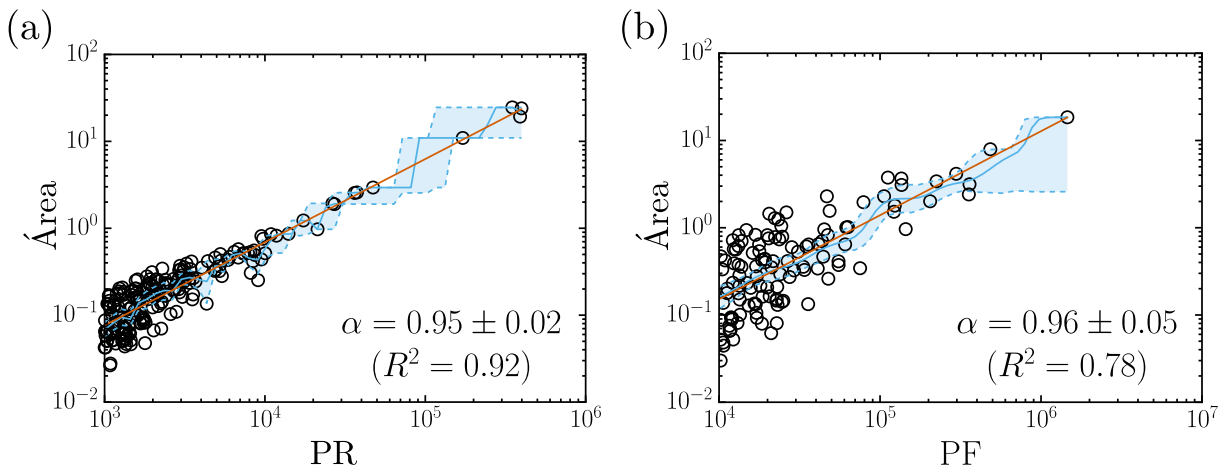 (a)
10^2
10^1
10^0
10^{-1}
10^{-2}
Área
α = 0.95 ± 0.02
(R^2 = 0.92)
10^3
10^4
10^5
10^6
PR
(b)
10^2
10^1
10^0
10^{-1}
10^{-2}
Área
α = 0.96 ± 0.05
(R^2 = 0.78)
10^4
10^5
10^6
10^7
PF